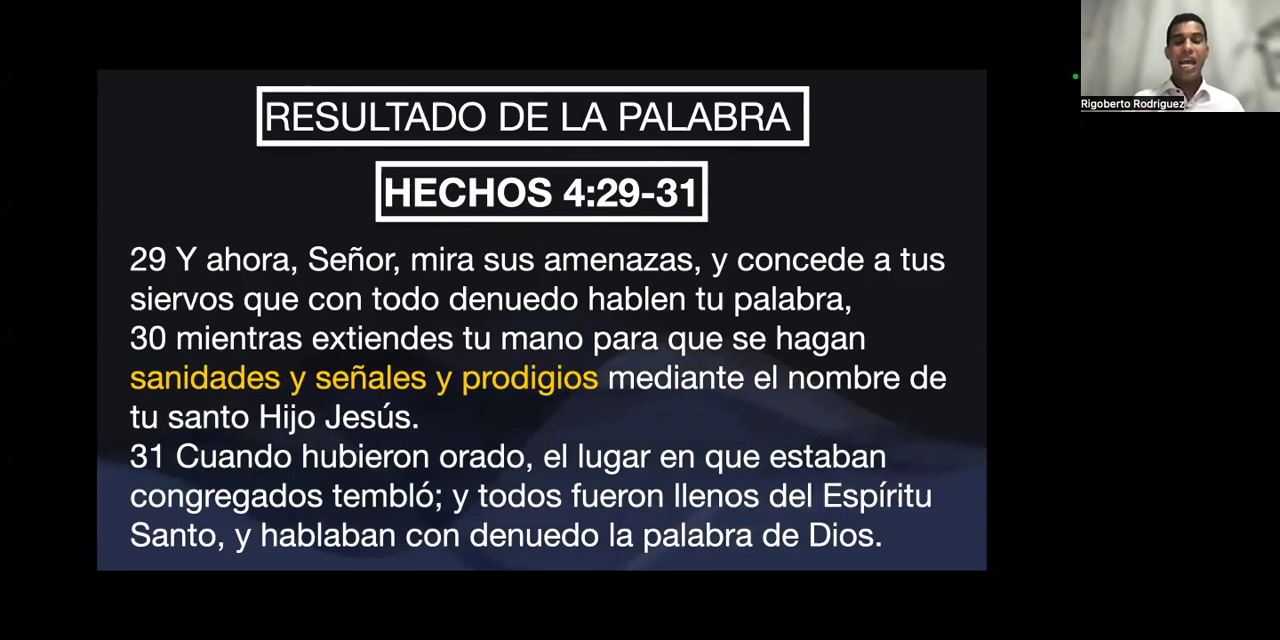 RESULTADO DE LA PALABRA
HECHOS 4:29-31
29 Y ahora, Señor, mira sus amenazas, y concede a tus
siervos que con todo denuedo hablen tu palabra,
30 mientras extiendes tu mano para que se hagan
sanidades y señales y prodigios mediante el nombre de
tu santo Hijo Jesús.
31 Cuando hubieron orado, el lugar en que estaban
congregados tembló; y todos fueron llenos del Espíritu
Santo, y hablaban con denuedo la palabra de Dios.
Rigoberto Rodriguez